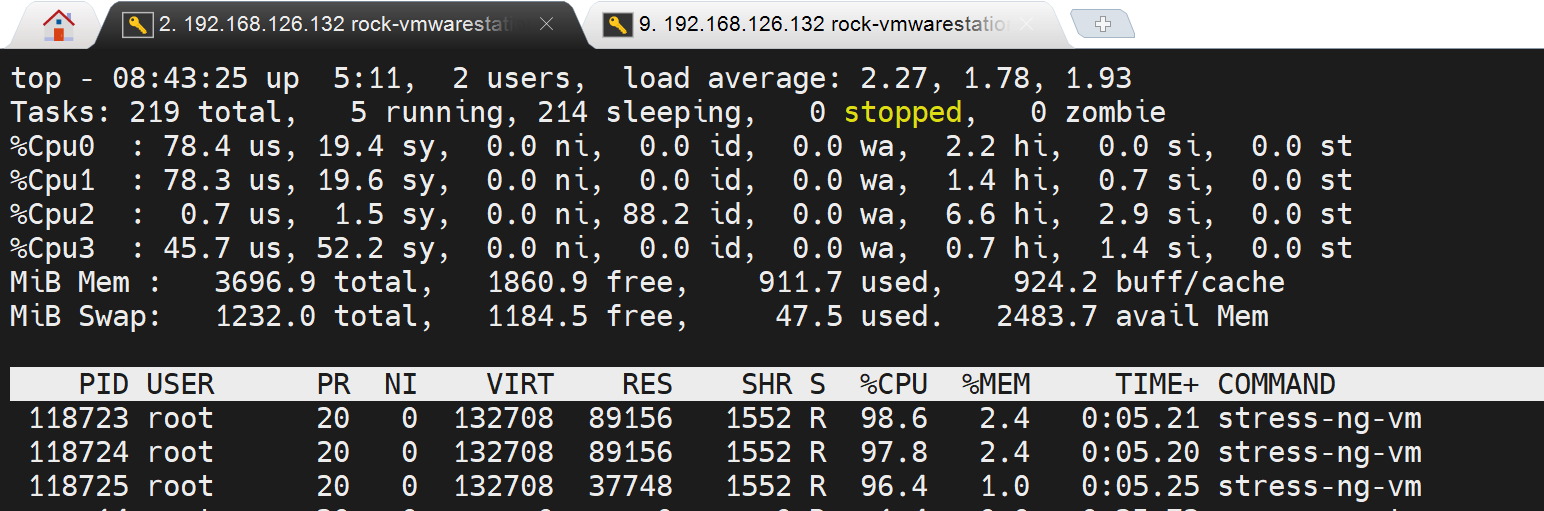 2. 192.168.126.132 rock-vmwarestati
9. 192.168.126.132 rock-vmwarestation
top - 08:43:25 up  5:11,  2 users,  load average: 2.27, 1.78, 1.93
Tasks: 219 total,   5 running, 214 sleeping,   0 stopped,   0 zombie
%Cpu0  : 78.4 us, 19.4 sy,  0.0 ni,  0.0 id,  0.0 wa,  2.2 hi,  0.0 si,  0.0 st
%Cpu1  : 78.3 us, 19.6 sy,  0.0 ni,  0.0 id,  0.0 wa,  1.4 hi,  0.7 si,  0.0 st
%Cpu2  :  0.7 us,  1.5 sy,  0.0 ni, 88.2 id,  0.0 wa,  6.6 hi,  2.9 si,  0.0 st
%Cpu3  : 45.7 us, 52.2 sy,  0.0 ni,  0.0 id,  0.0 wa,  0.7 hi,  1.4 si,  0.0 st
MiB Mem :   3696.9 total,   1860.9 free,    911.7 used,    924.2 buff/cache
MiB Swap:   1232.0 total,   1184.5 free,     47.5 used.   2483.7 avail Mem
PID USER      PR  NI    VIRT    RES    SHR S  %CPU  %MEM     TIME+ COMMAND
118723 root      20   0  132708  89156   1552 R  98.6   2.4   0:05.21 stress-ng-vm
118724 root      20   0  132708  89156   1552 R  97.8   2.4   0:05.20 stress-ng-vm
118725 root      20   0  132708  37748   1552 R  96.4   1.0   0:05.25 stress-ng-vm